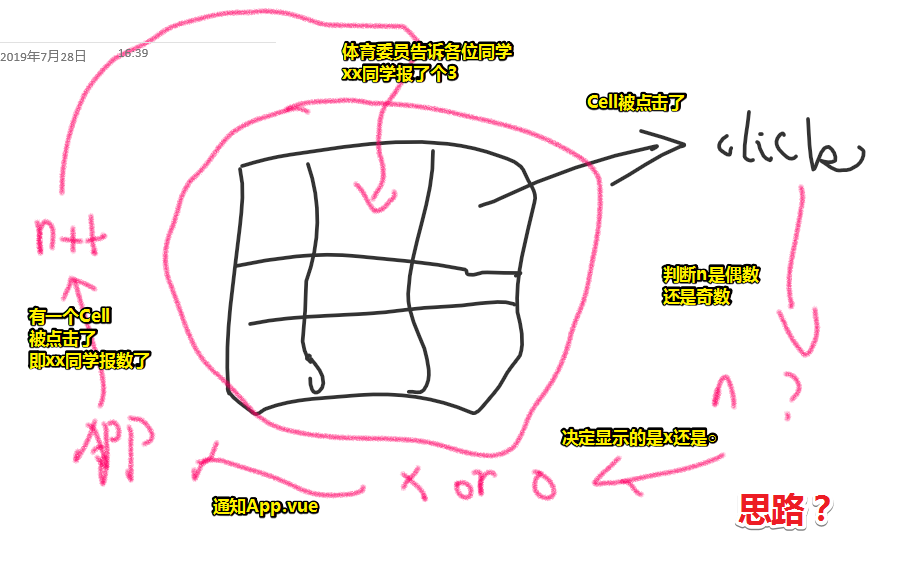 2019年7月28日 16:39
体育委员告诉各位同学
xx同学报了个3
Cell被点击了
click
n++
判断n是偶数
还是奇数
有一个Cell
被点击了
即xx同学报数了
n ?
app
决定显示的是x还是o
x or o
通知App.vue
思路？